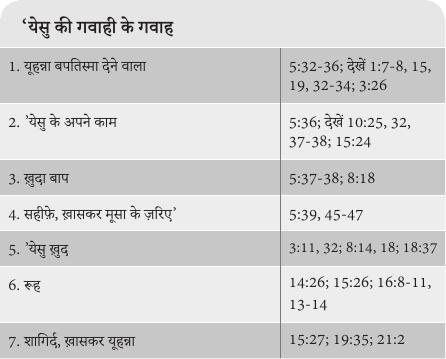 ‘येसु की गवाही के गवाह
1. यूहन्ना बपतिस्मा देने वाला 5:32-36; देखें 1:7-8, 15,
19, 32-34; 3:26
2. ’येसु के अपने काम 5:36; देखें 10:25, 32,
37-38; 15:24
3. ख़ुदा बाप 5:37-38; 8:18
4. सहीफ़े, ख़ासकर मूसा के ज़रिए’ 5:39, 45-47
5. ’येसु ख़ुद 3:11, 32; 8:14, 18; 18:37
6. रूह 14:26; 15:26; 16:8-11,
13-14
7. शागिर्द, ख़ासकर यूहन्ना 15:27; 19:35; 21:2